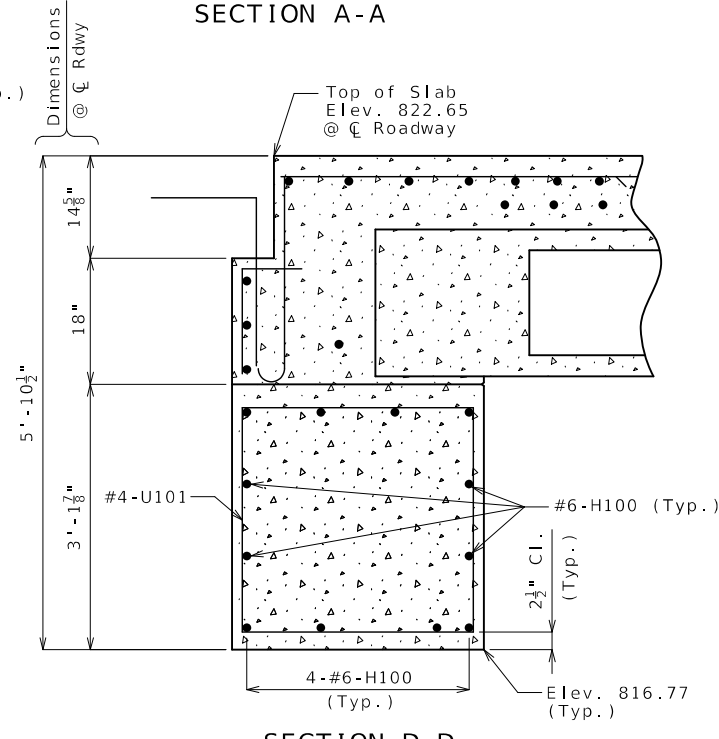 SECTION A-A
.)
Dimensions
@ ℄ Rdwy
Top of Slab
Elev. 822.65
@ ℄ Roadway
14⅝"
18"
5'-10½"
3'-1⅞"
#4-U101
#6-H100 (Typ.)
2½" Cl.
(Typ.)
4-#6-H100
(Typ.)
Elev. 816.77
(Typ.)